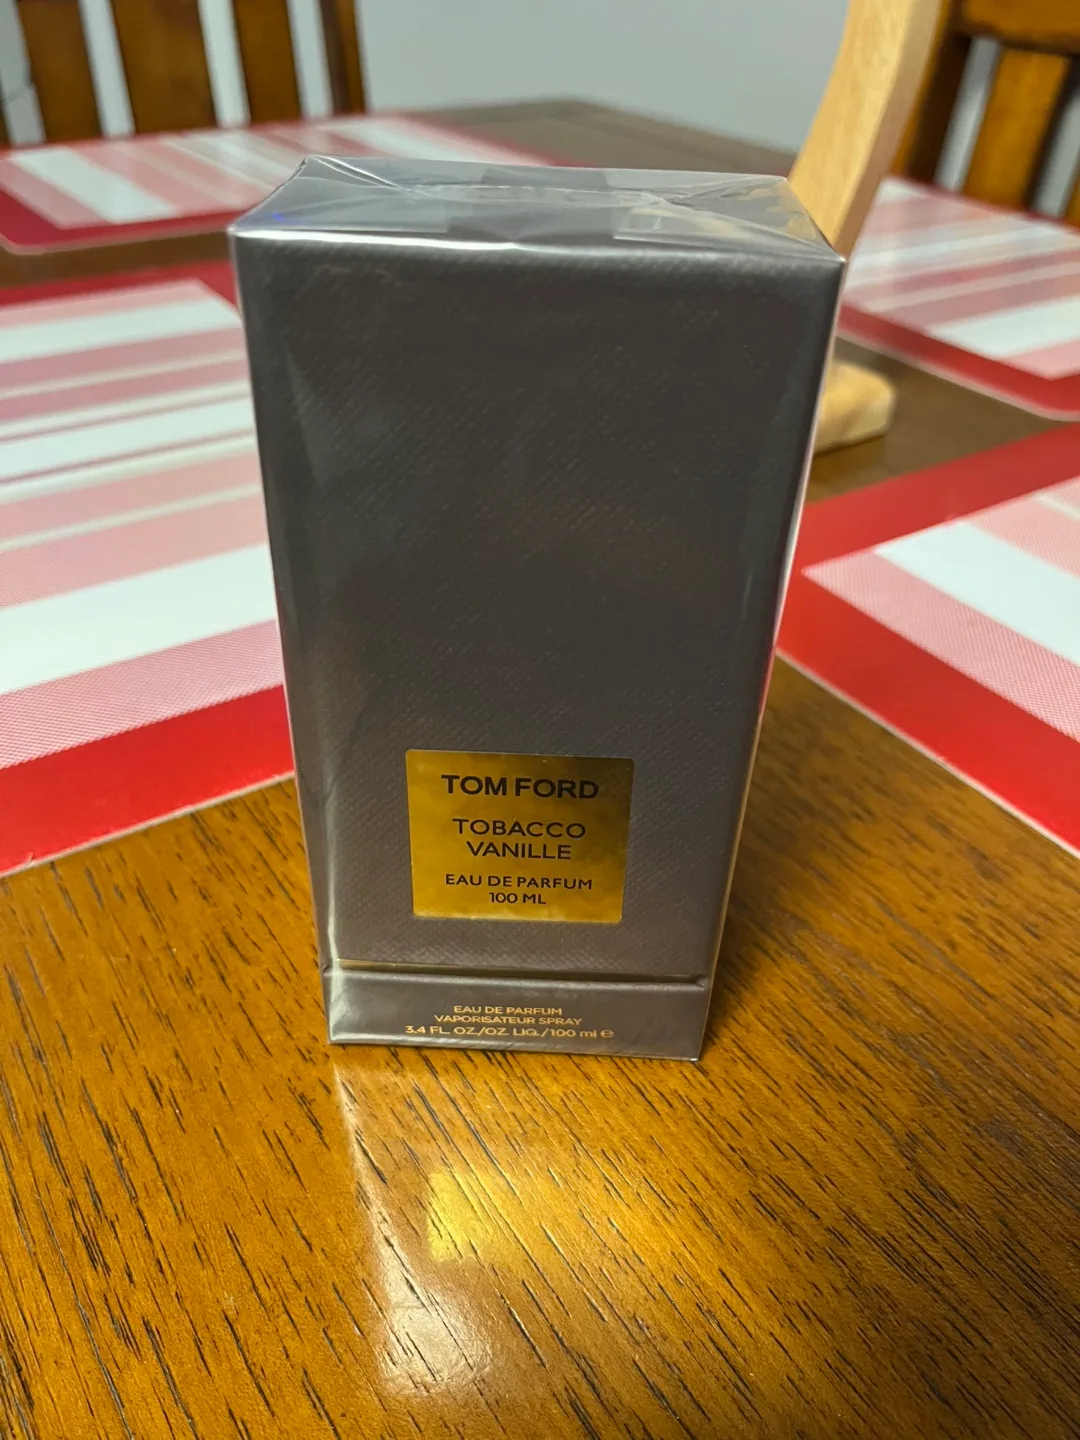 TOM FORD
TOBACCO
VANILLE
EAU DE PARFUM
100 ML
EAU DE PARFUM
VAPORISATEUR SPRAY
3.4 FL. OZ./OZ. LIQ./100 ml ℮